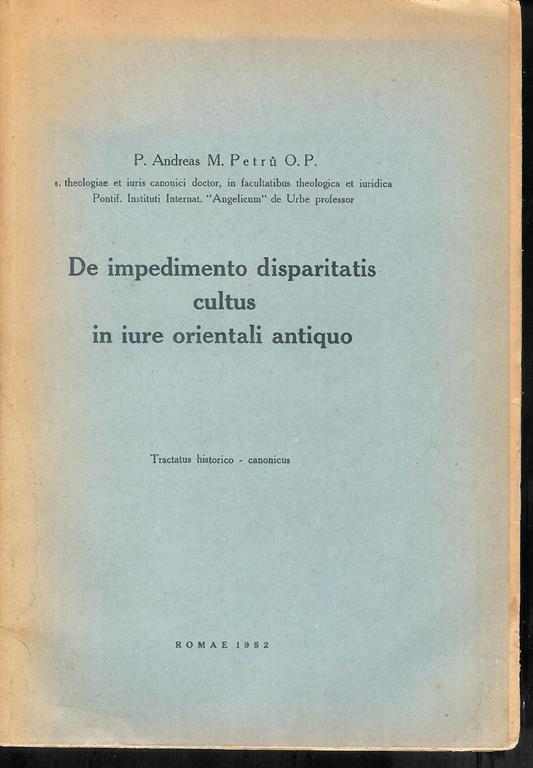 P. Andreas M. Petrů O. P.
s. theologiae et iuris canonici doctor, in facultatibus theologica et iuridica
Pontif. Instituti Internat. "Angelicum" de Urbe professor
De impedimento disparitatis
cultus
in iure orientali antiquo
Tractatus historico - canonicus
ROMAE 1952